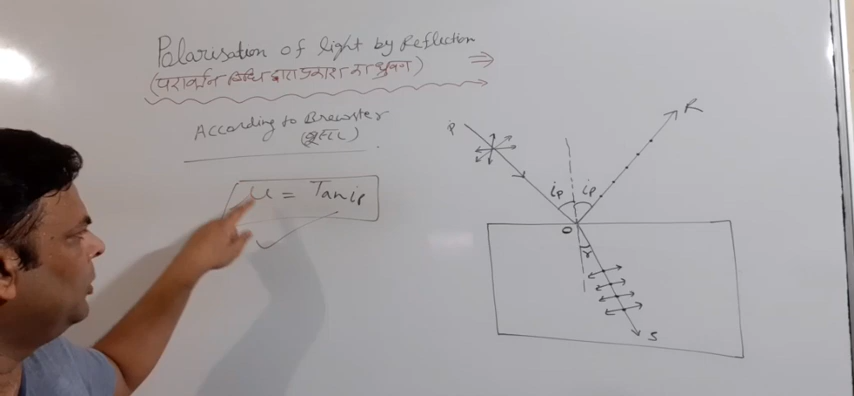 Polarisation of light by Reflection
(परावर्तन विधि द्वारा प्रकाश का ध्रुवण)
According to Brewster
(ब्रूस्टर)
μ = Tan ip
P
R
ip ip
O
r
S